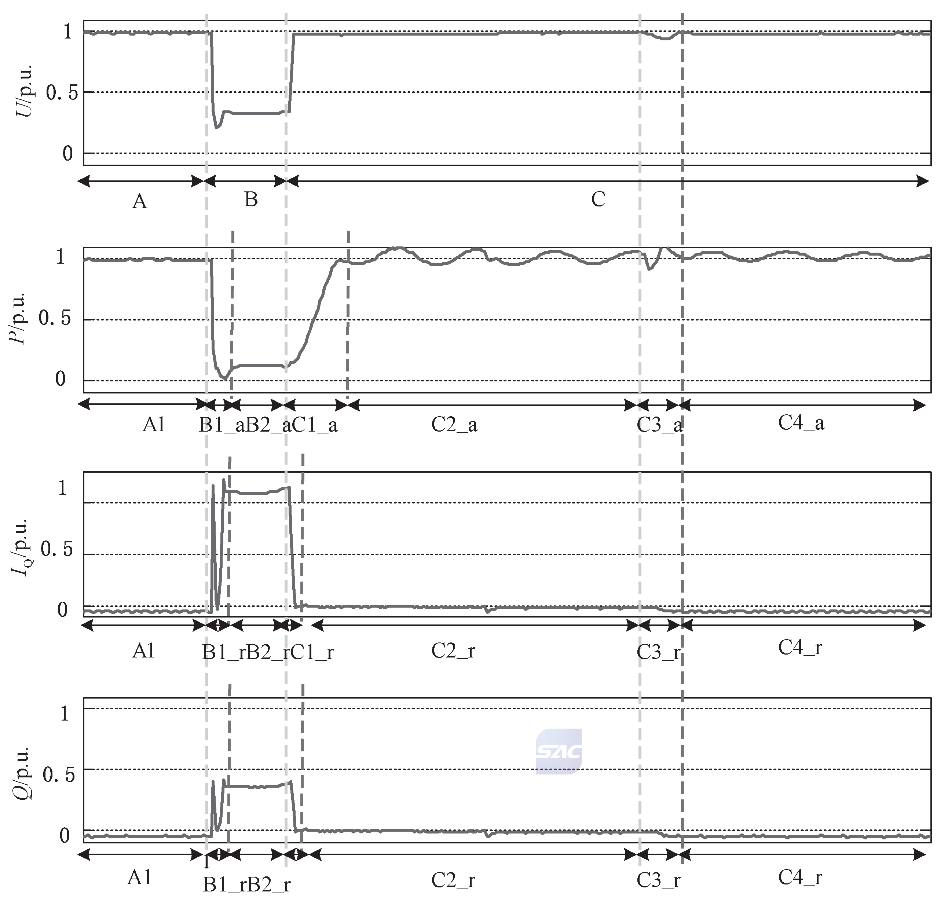 1
U/p.u.
0.5
0
A
B
C
1
P/p.u.
0.5
0
A1
B1_a
B2_a
C1_a
C2_a
C3_a
C4_a
1
I_Q/p.u.
0.5
0
A1
B1_r
B2_r
C1_r
C2_r
C3_r
C4_r
1
SAC
Q/p.u.
0.5
0
A1
B1_r
B2_r
C2_r
C3_r
C4_r